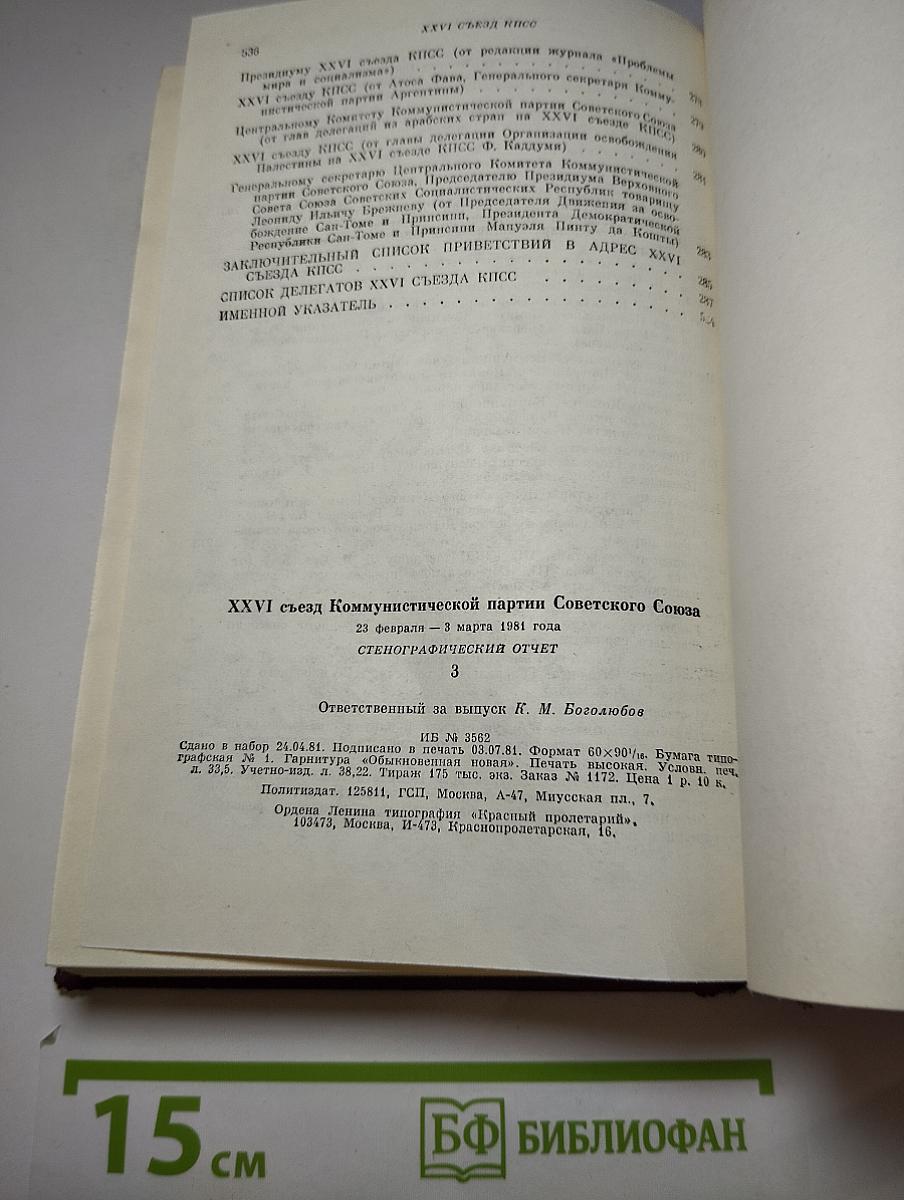 536
XXVI СЪЕЗД КПСС
Президиуму XXVI съезда КПСС (от редакции журнала «Проблемы
мира и социализма») . . . . . . . . . . . . . . 278
XXVI съезду КПСС (от Атоса Фава, Генерального секретаря Комму-
нистической партии Аргентины) . . . . . . . . . . 279
Центральному Комитету Коммунистической партии Советского Союза
(от глав делегаций из арабских стран на XXVI съезде КПСС) 280
XXVI съезду КПСС (от главы делегации Организации освобождения
Палестины на XXVI съезде КПСС Ф. Каддуми) . . . . . . 281
Генеральному секретарю Центрального Комитета Коммунистической
партии Советского Союза, Председателю Президиума Верховного
Совета Союза Советских Социалистических Республик товарищу
Леониду Ильичу Брежневу (от Председателя Движения за осво-
бождение Сан-Томе и Принсипи, Президента Демократической
Республики Сан-Томе и Принсипи Мануэля Пинту да Кошты) 283
ЗАКЛЮЧИТЕЛЬНЫЙ СПИСОК ПРИВЕТСТВИЙ В АДРЕС XXVI
СЪЕЗДА КПСС . . . . . . . . . . . . . . . . . 285
СПИСОК ДЕЛЕГАТОВ XXVI СЪЕЗДА КПСС . . . . . . . . 287
ИМЕННОЙ УКАЗАТЕЛЬ . . . . . . . . . . . . . . .
XXVI съезд Коммунистической партии Советского Союза
23 февраля — 3 марта 1981 года
СТЕНОГРАФИЧЕСКИЙ ОТЧЕТ
3
Ответственный за выпуск К. М. Боголюбов
ИБ № 3562
Сдано в набор 24.04.81. Подписано в печать 03.07.81. Формат 60×90¹/₁₆. Бумага типо-
графская № 1. Гарнитура «Обыкновенная новая». Печать высокая. Условн. печ.
л. 33,5. Учетно-изд. л. 38,22. Тираж 175 тыс. экз. Заказ № 1172. Цена 1 р. 10 к.
Политиздат. 125811, ГСП, Москва, А-47, Миусская пл., 7.
Ордена Ленина типография «Красный пролетарий».
103473, Москва, И-473, Краснопролетарская, 16.
15 см
БФ БИБЛИОФАН